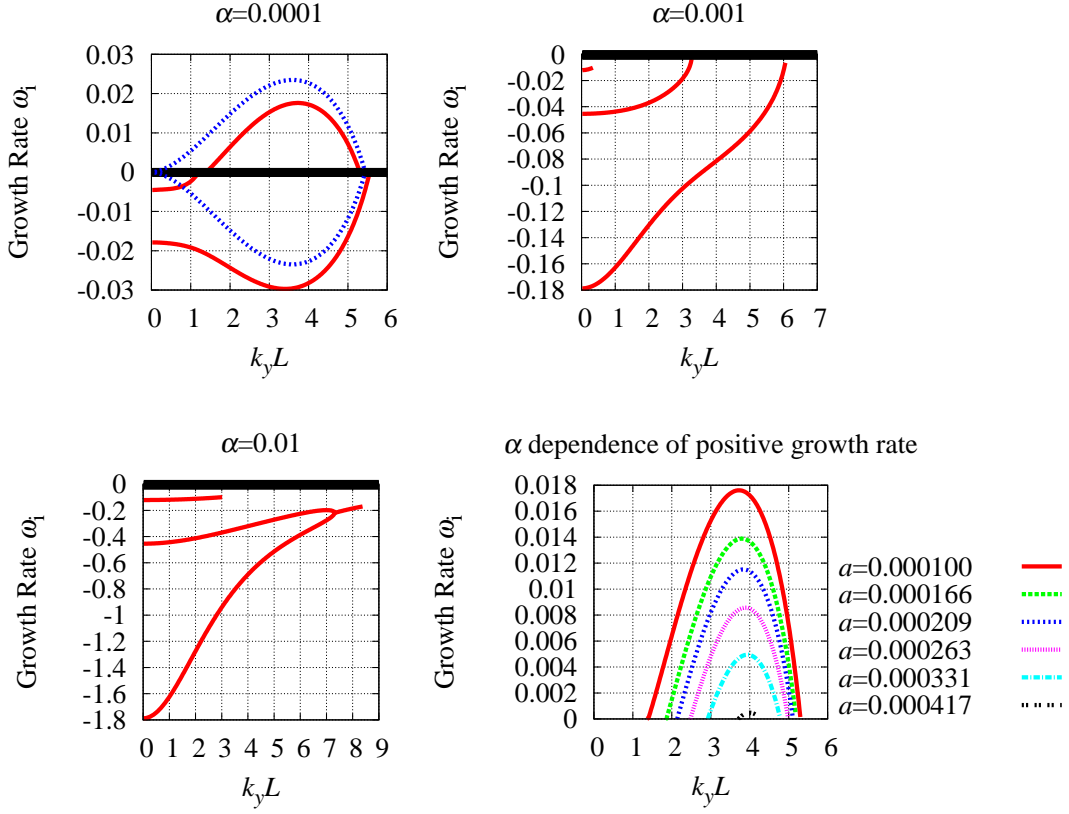 α=0.0001
0.03
0.02
0.01
0
-0.01
-0.02
-0.03
Growth Rate ωi
0 1 2 3 4 5 6
kyL
α=0.001
0
-0.02
-0.04
-0.06
-0.08
-0.1
-0.12
-0.14
-0.16
-0.18
Growth Rate ωi
0 1 2 3 4 5 6 7
kyL
α=0.01
0
-0.2
-0.4
-0.6
-0.8
-1
-1.2
-1.4
-1.6
-1.8
Growth Rate ωi
0 1 2 3 4 5 6 7 8 9
kyL
α dependence of positive growth rate
0.018
0.016
0.014
0.012
0.01
0.008
0.006
0.004
0.002
0
Growth Rate ωi
0 1 2 3 4 5 6
kyL
a=0.000100
a=0.000166
a=0.000209
a=0.000263
a=0.000331
a=0.000417